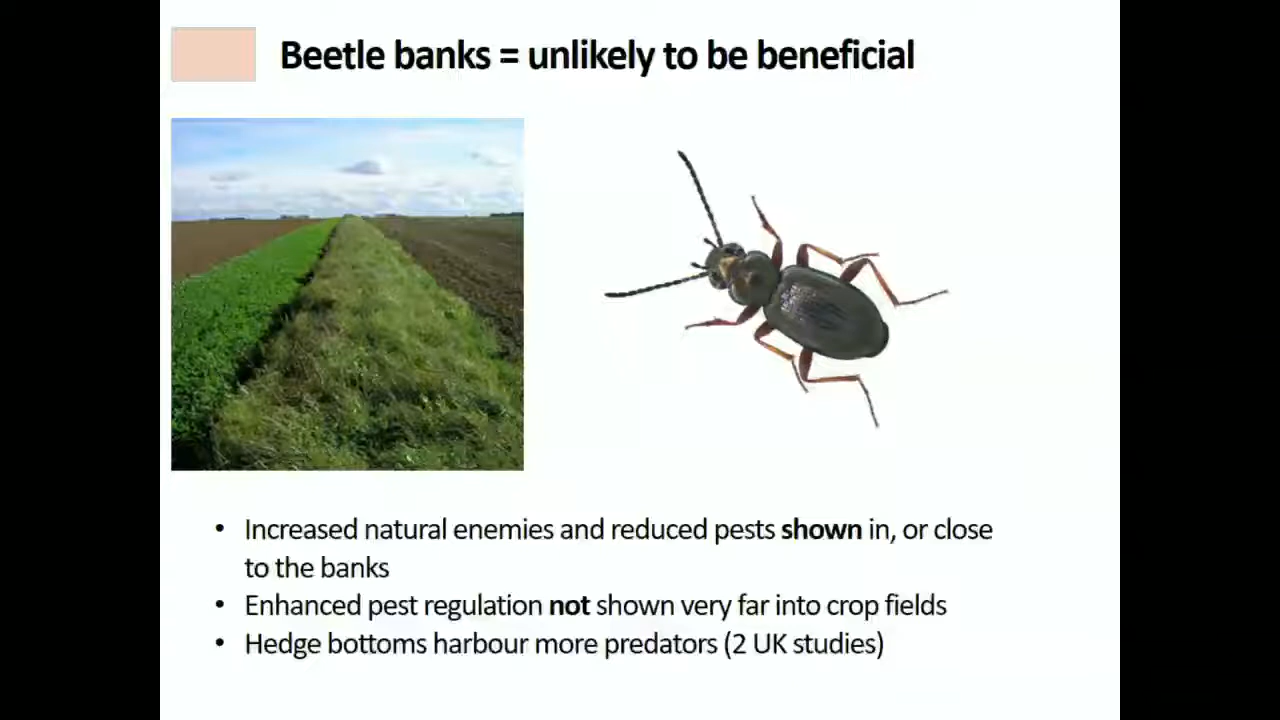 Beetle banks = unlikely to be beneficial
• Increased natural enemies and reduced pests shown in, or close
to the banks
• Enhanced pest regulation not shown very far into crop fields
• Hedge bottoms harbour more predators (2 UK studies)